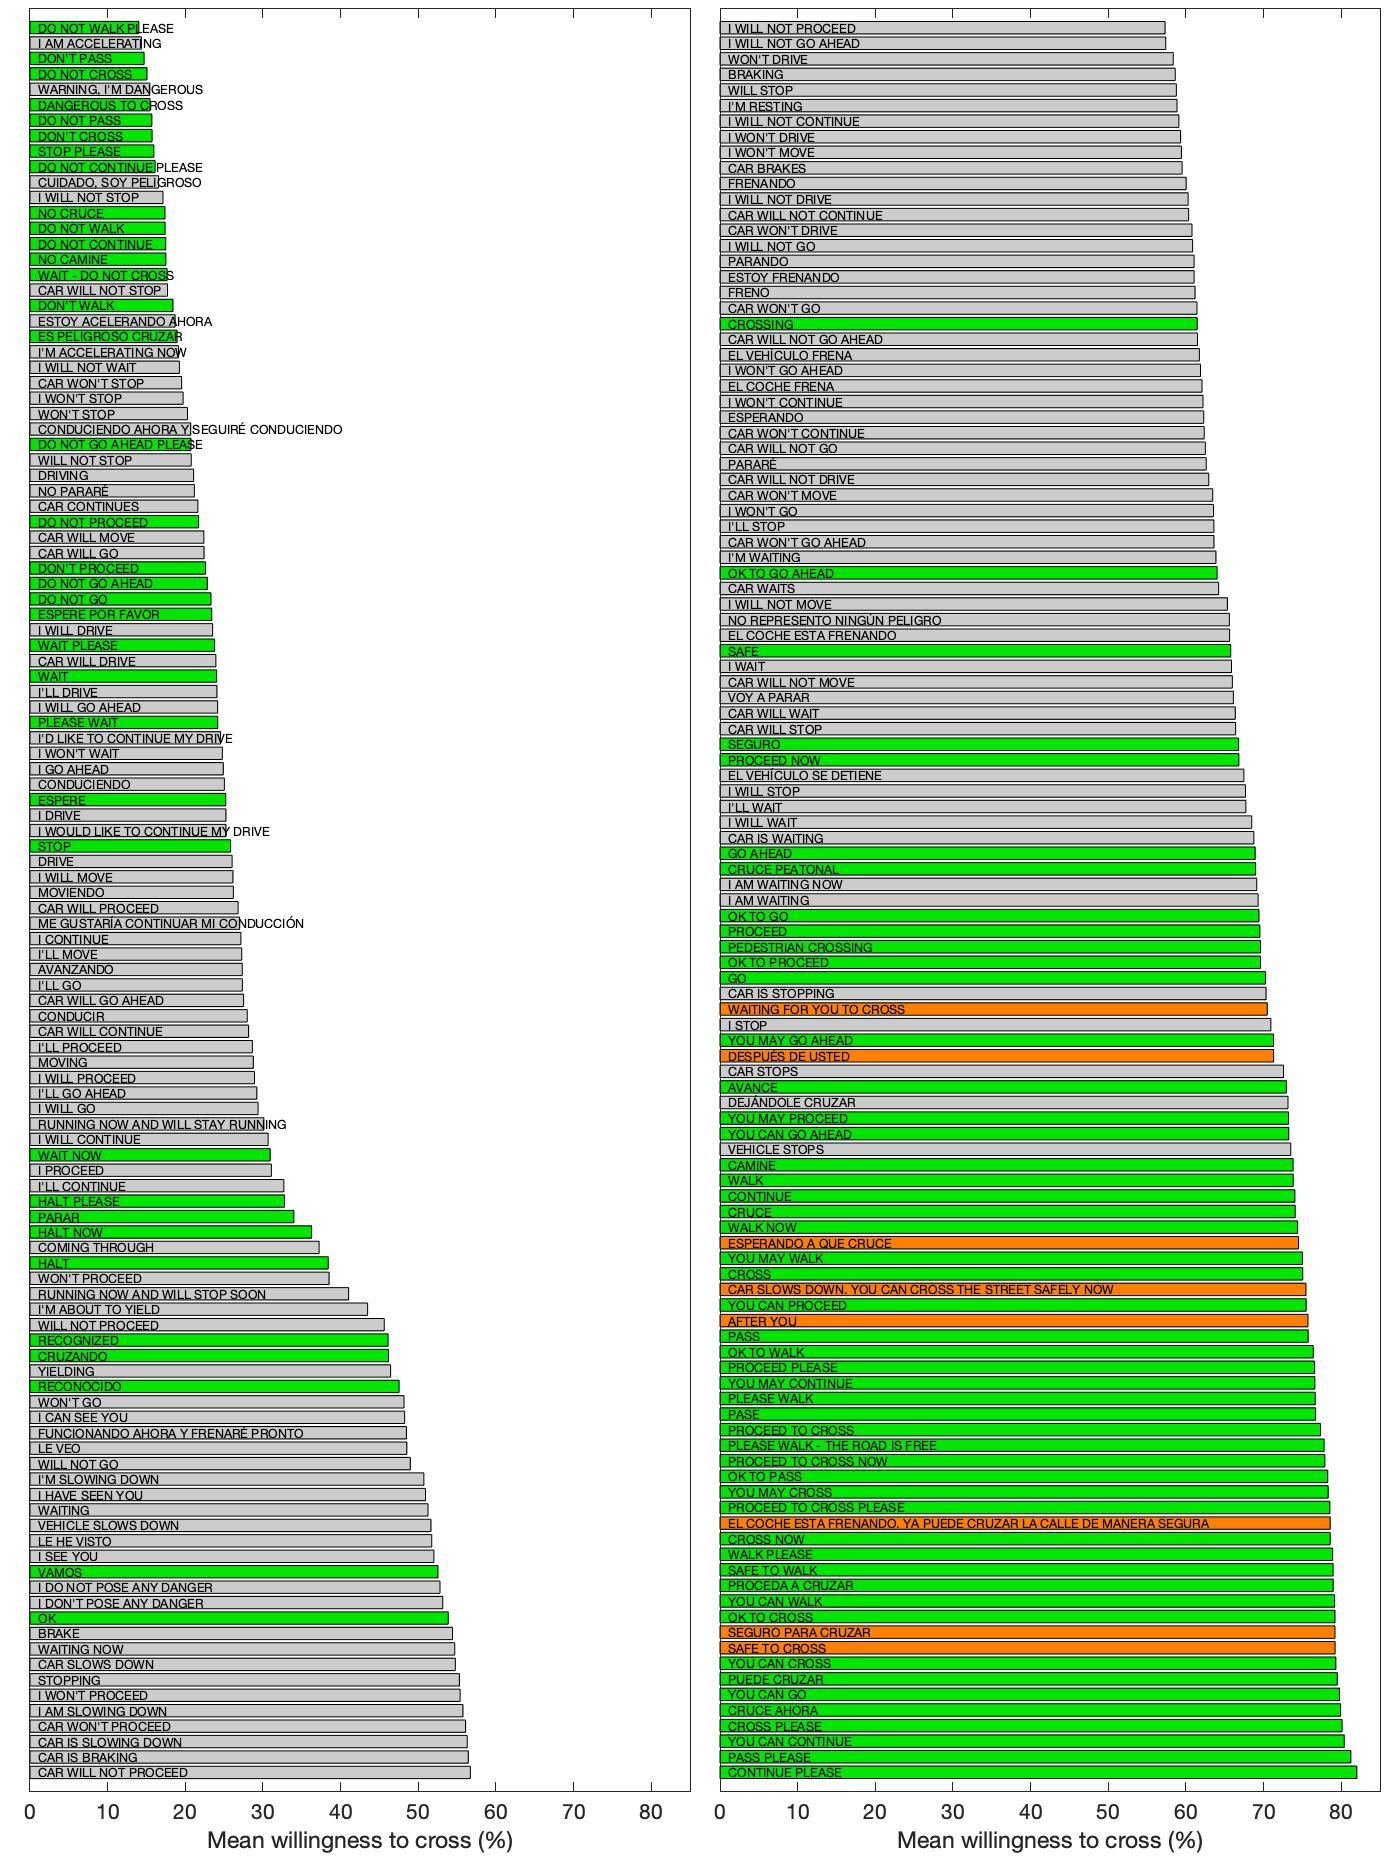 DO NOT WALK PLEASE
I AM ACCELERATING
DON'T PASS
DO NOT CROSS
WARNING, I'M DANGEROUS
DANGEROUS TO CROSS
DO NOT PASS
DON'T CROSS
STOP PLEASE
DO NOT CONTINUE PLEASE
CUIDADO, SOY PELIGROSO
I WILL NOT STOP
NO CRUCE
DO NOT WALK
DO NOT CONTINUE
NO CAMINE
WAIT - DO NOT CROSS
CAR WILL NOT STOP
DON'T WALK
ESTOY ACELERANDO AHORA
ES PELIGROSO CRUZAR
I'M ACCELERATING NOW
I WILL NOT WAIT
CAR WON'T STOP
I WON'T STOP
WON'T STOP
CONDUCIENDO AHORA Y SEGUIRÉ CONDUCIENDO
DO NOT GO AHEAD PLEASE
WILL NOT STOP
DRIVING
NO PARARÉ
CAR CONTINUES
DO NOT PROCEED
CAR WILL MOVE
CAR WILL GO
DON'T PROCEED
DO NOT GO AHEAD
DO NOT GO
ESPERE POR FAVOR
I WILL DRIVE
WAIT PLEASE
CAR WILL DRIVE
WAIT
I'LL DRIVE
I WILL GO AHEAD
PLEASE WAIT
I'D LIKE TO CONTINUE MY DRIVE
I WON'T WAIT
I GO AHEAD
CONDUCIENDO
ESPERE
I DRIVE
I WOULD LIKE TO CONTINUE MY DRIVE
STOP
DRIVE
I WILL MOVE
MOVIENDO
CAR WILL PROCEED
ME GUSTARÍA CONTINUAR MI CONDUCCIÓN
I CONTINUE
I'LL MOVE
AVANZANDO
I'LL GO
CAR WILL GO AHEAD
CONDUCIR
CAR WILL CONTINUE
I'LL PROCEED
MOVING
I WILL PROCEED
I'LL GO AHEAD
I WILL GO
RUNNING NOW AND WILL STAY RUNNING
I WILL CONTINUE
WAIT NOW
I PROCEED
I'LL CONTINUE
HALT PLEASE
PARAR
HALT NOW
COMING THROUGH
HALT
WON'T PROCEED
RUNNING NOW AND WILL STOP SOON
I'M ABOUT TO YIELD
WILL NOT PROCEED
RECOGNIZED
CRUZANDO
YIELDING
RECONOCIDO
WON'T GO
I CAN SEE YOU
FUNCIONANDO AHORA Y FRENARÉ PRONTO
LE VEO
WILL NOT GO
I'M SLOWING DOWN
I HAVE SEEN YOU
WAITING
VEHICLE SLOWS DOWN
LE HE VISTO
I SEE YOU
VAMOS
I DO NOT POSE ANY DANGER
I DON'T POSE ANY DANGER
OK
BRAKE
WAITING NOW
CAR SLOWS DOWN
STOPPING
I WON'T PROCEED
I AM SLOWING DOWN
CAR WON'T PROCEED
CAR IS SLOWING DOWN
CAR IS BRAKING
CAR WILL NOT PROCEED
0 10 20 30 40 50 60 70 80
Mean willingness to cross (%)
I WILL NOT PROCEED
I WILL NOT GO AHEAD
WON'T DRIVE
BRAKING
WILL STOP
I'M RESTING
I WILL NOT CONTINUE
I WON'T DRIVE
I WON'T MOVE
CAR BRAKES
FRENANDO
I WILL NOT DRIVE
CAR WILL NOT CONTINUE
CAR WON'T DRIVE
I WILL NOT GO
PARANDO
ESTOY FRENANDO
FRENO
CAR WON'T GO
CROSSING
CAR WILL NOT GO AHEAD
EL VEHÍCULO FRENA
I WON'T GO AHEAD
EL COCHE FRENA
I WON'T CONTINUE
ESPERANDO
CAR WON'T CONTINUE
CAR WILL NOT GO
PARARÉ
CAR WILL NOT DRIVE
CAR WON'T MOVE
I WON'T GO
I'LL STOP
CAR WON'T GO AHEAD
I'M WAITING
OK TO GO AHEAD
CAR WAITS
I WILL NOT MOVE
NO REPRESENTO NINGÚN PELIGRO
EL COCHE ESTA FRENANDO
SAFE
I WAIT
CAR WILL NOT MOVE
VOY A PARAR
CAR WILL WAIT
CAR WILL STOP
SEGURO
PROCEED NOW
EL VEHÍCULO SE DETIENE
I WILL STOP
I'LL WAIT
I WILL WAIT
CAR IS WAITING
GO AHEAD
CRUCE PEATONAL
I AM WAITING NOW
I AM WAITING
OK TO GO
PROCEED
PEDESTRIAN CROSSING
OK TO PROCEED
GO
CAR IS STOPPING
WAITING FOR YOU TO CROSS
I STOP
YOU MAY GO AHEAD
DESPUÉS DE USTED
CAR STOPS
AVANCE
DEJÁNDOLE CRUZAR
YOU MAY PROCEED
YOU CAN GO AHEAD
VEHICLE STOPS
CAMINE
WALK
CONTINUE
CRUCE
WALK NOW
ESPERANDO A QUE CRUCE
YOU MAY WALK
CROSS
CAR SLOWS DOWN. YOU CAN CROSS THE STREET SAFELY NOW
YOU CAN PROCEED
AFTER YOU
PASS
OK TO WALK
PROCEED PLEASE
YOU MAY CONTINUE
PLEASE WALK
PASE
PROCEED TO CROSS
PLEASE WALK - THE ROAD IS FREE
PROCEED TO CROSS NOW
OK TO PASS
YOU MAY CROSS
PROCEED TO CROSS PLEASE
EL COCHE ESTA FRENANDO. YA PUEDE CRUZAR LA CALLE DE MANERA SEGURA
CROSS NOW
WALK PLEASE
SAFE TO WALK
PROCEDA A CRUZAR
YOU CAN WALK
OK TO CROSS
SEGURO PARA CRUZAR
SAFE TO CROSS
YOU CAN CROSS
PUEDE CRUZAR
YOU CAN GO
CRUCE AHORA
CROSS PLEASE
YOU CAN CONTINUE
PASS PLEASE
CONTINUE PLEASE
0 10 20 30 40 50 60 70 80
Mean willingness to cross (%)